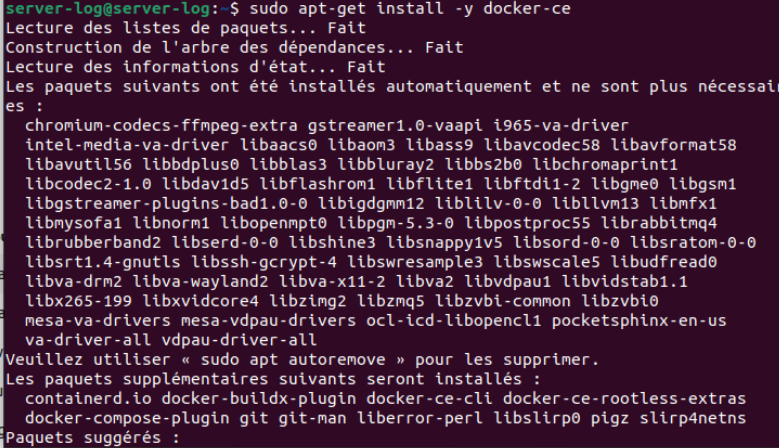 server-log@server-log:~$ sudo apt-get install -y docker-ce
Lecture des listes de paquets... Fait
Construction de l'arbre des dépendances... Fait
Lecture des informations d'état... Fait
Les paquets suivants ont été installés automatiquement et ne sont plus nécessair
es :
  chromium-codecs-ffmpeg-extra gstreamer1.0-vaapi i965-va-driver
  intel-media-va-driver libaacs0 libaom3 libass9 libavcodec58 libavformat58
  libavutil56 libbdplus0 libblas3 libbluray2 libbs2b0 libchromaprint1
  libcodec2-1.0 libdav1d5 libflashrom1 libflite1 libftdi1-2 libgme0 libgsm1
  libgstreamer-plugins-bad1.0-0 libigdgmm12 liblilv-0-0 libllvm13 libmfx1
  libmysofa1 libnorm1 libopenmpt0 libpgm-5.3-0 libpostproc55 librabbitmq4
  librubberband2 libserd-0-0 libshine3 libsnappy1v5 libsord-0-0 libsratom-0-0
  libsrt1.4-gnutls libssh-gcrypt-4 libswresample3 libswscale5 libudfread0
  libva-drm2 libva-wayland2 libva-x11-2 libva2 libvdpau1 libvidstab1.1
  libx265-199 libxvidcore4 libzimg2 libzmq5 libzvbi-common libzvbi0
  mesa-va-drivers mesa-vdpau-drivers ocl-icd-libopencl1 pocketsphinx-en-us
  va-driver-all vdpau-driver-all
Veuillez utiliser « sudo apt autoremove » pour les supprimer.
Les paquets supplémentaires suivants seront installés :
  containerd.io docker-buildx-plugin docker-ce-cli docker-ce-rootless-extras
  docker-compose-plugin git git-man liberror-perl libslirp0 pigz slirp4netns
Paquets suggérés :